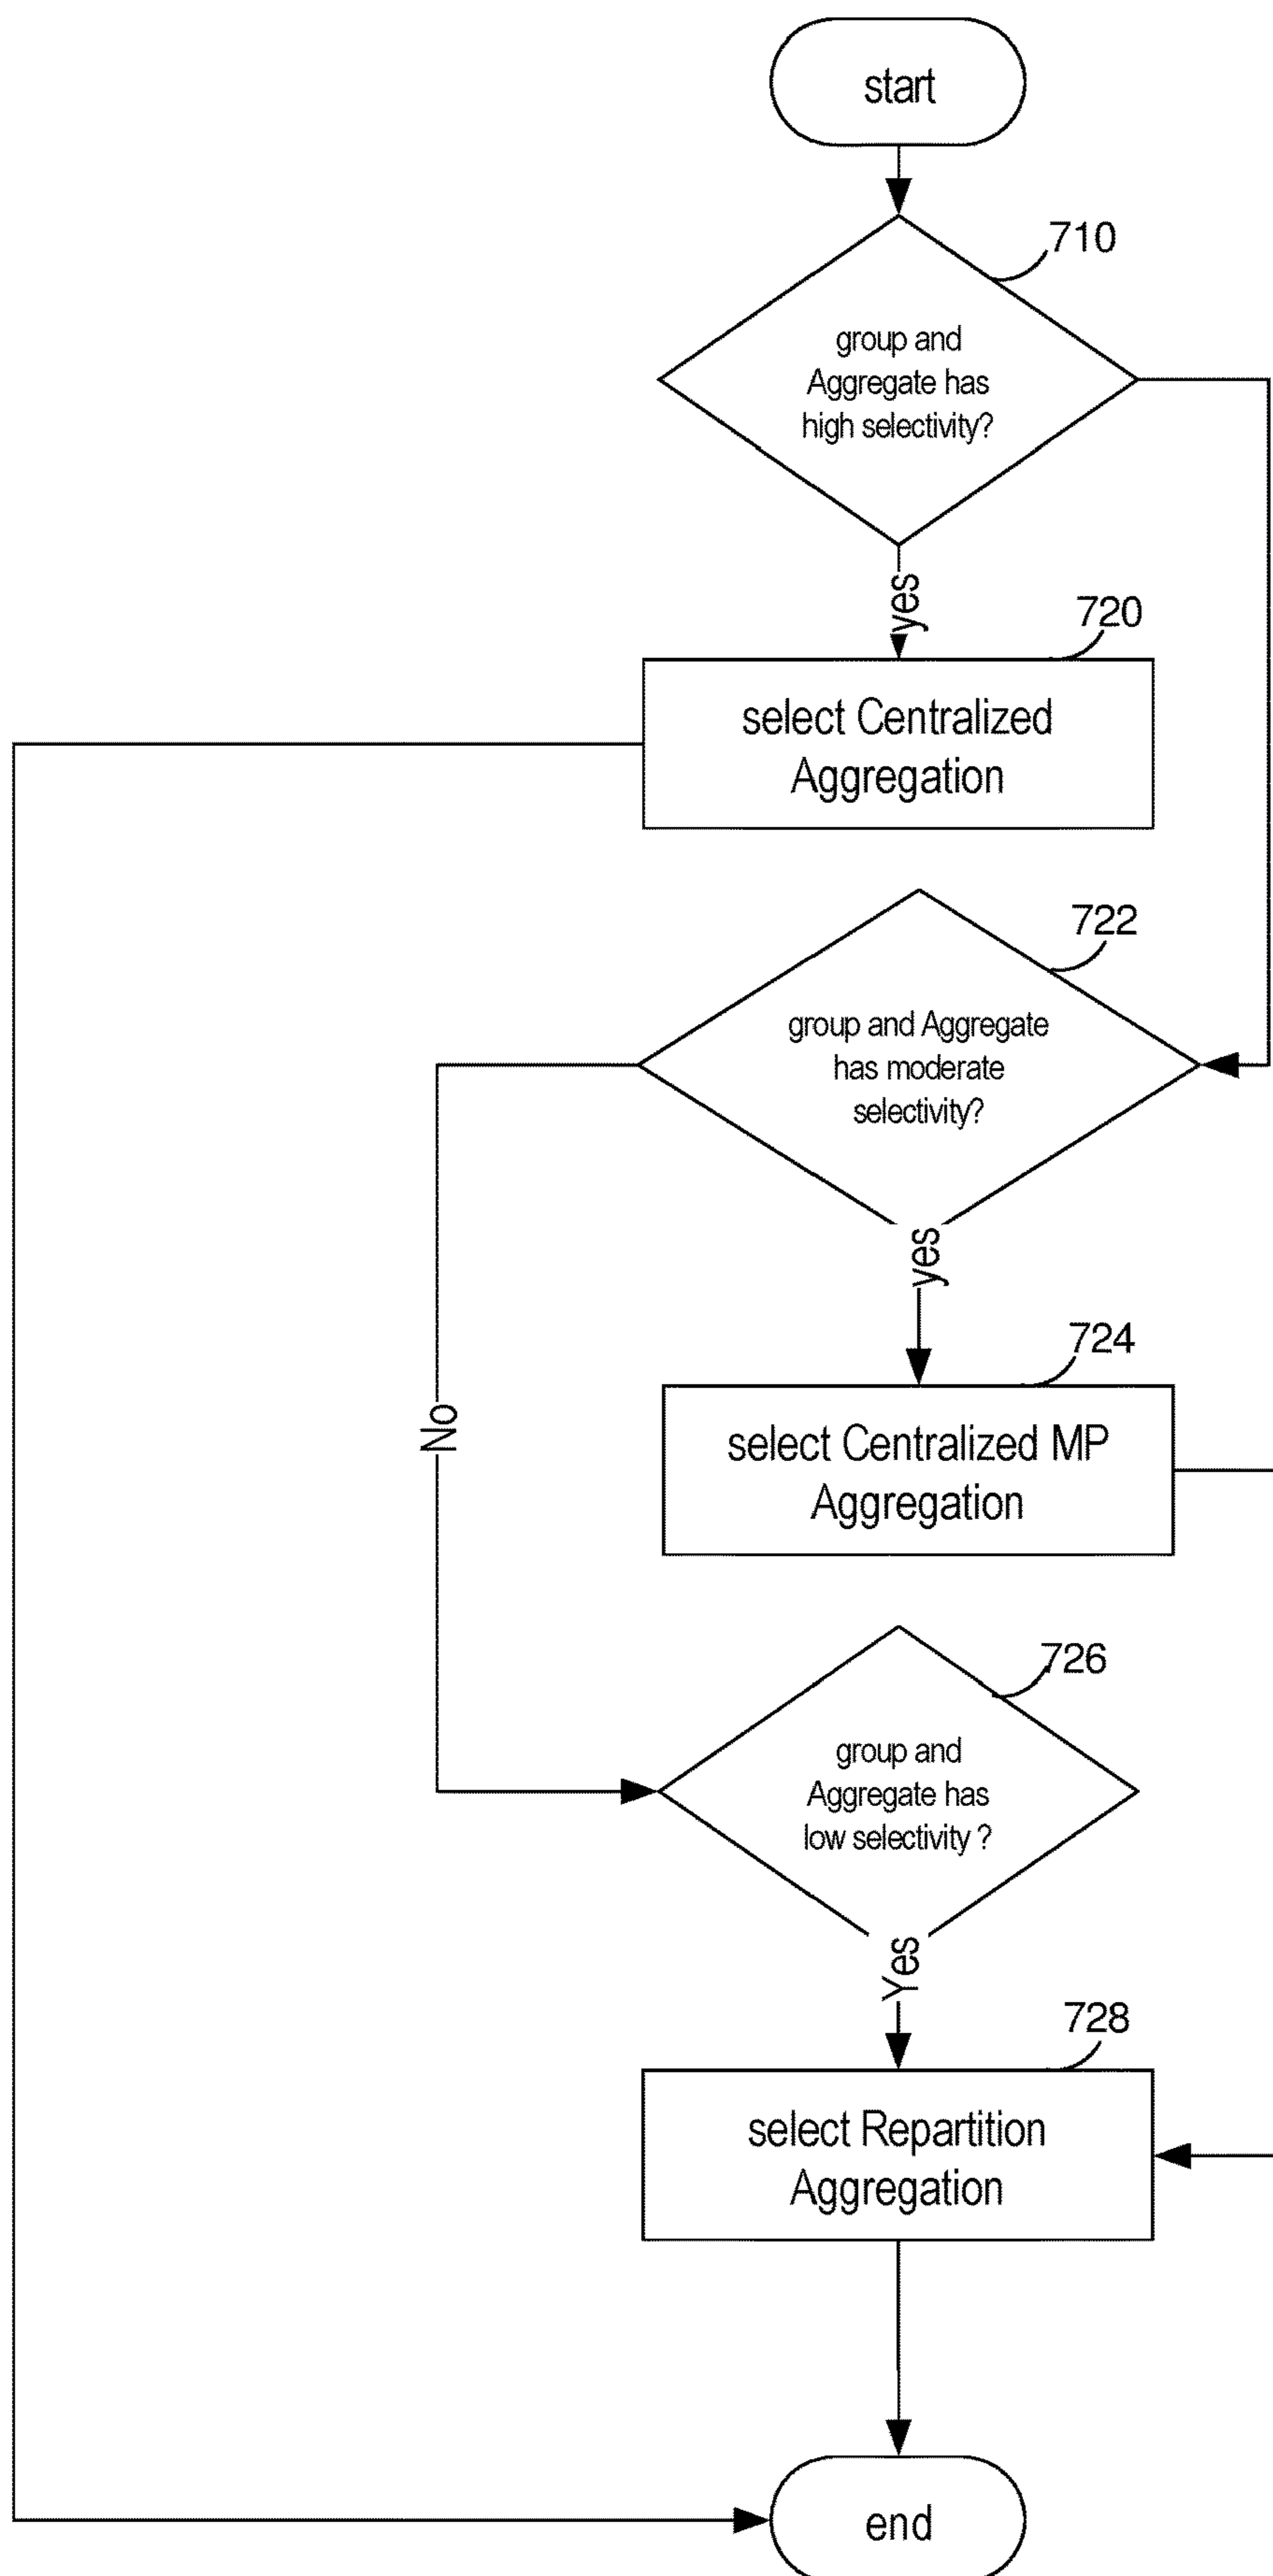 start
710
group and
Aggregate has
high selectivity?
yes
720
select Centralized
Aggregation
722
group and Aggregate
has moderate
selectivity?
yes
724
No
select Centralized MP
Aggregation
726
group and
Aggregate has
low selectivity ?
Yes
728
select Repartition
Aggregation
end